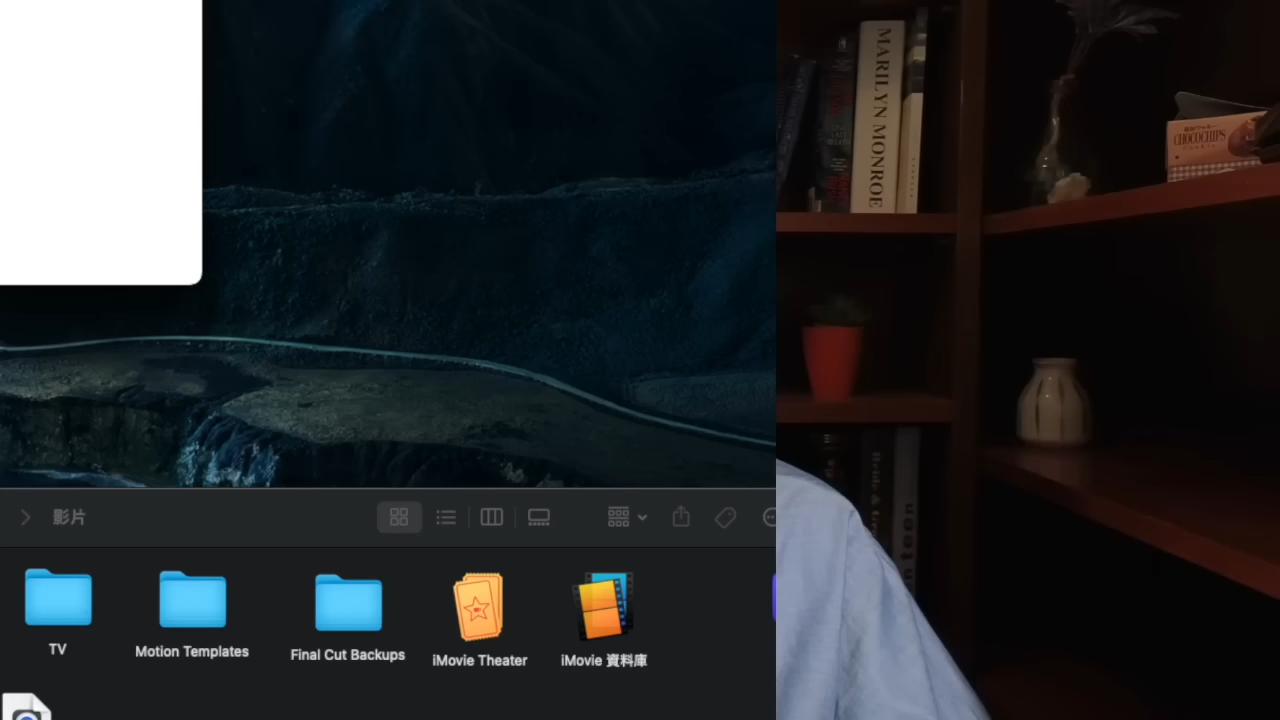 影片
TV
Motion Templates
Final Cut Backups
iMovie Theater
iMovie 資料庫
MARILYN MONROE
CHOCOCHIPS